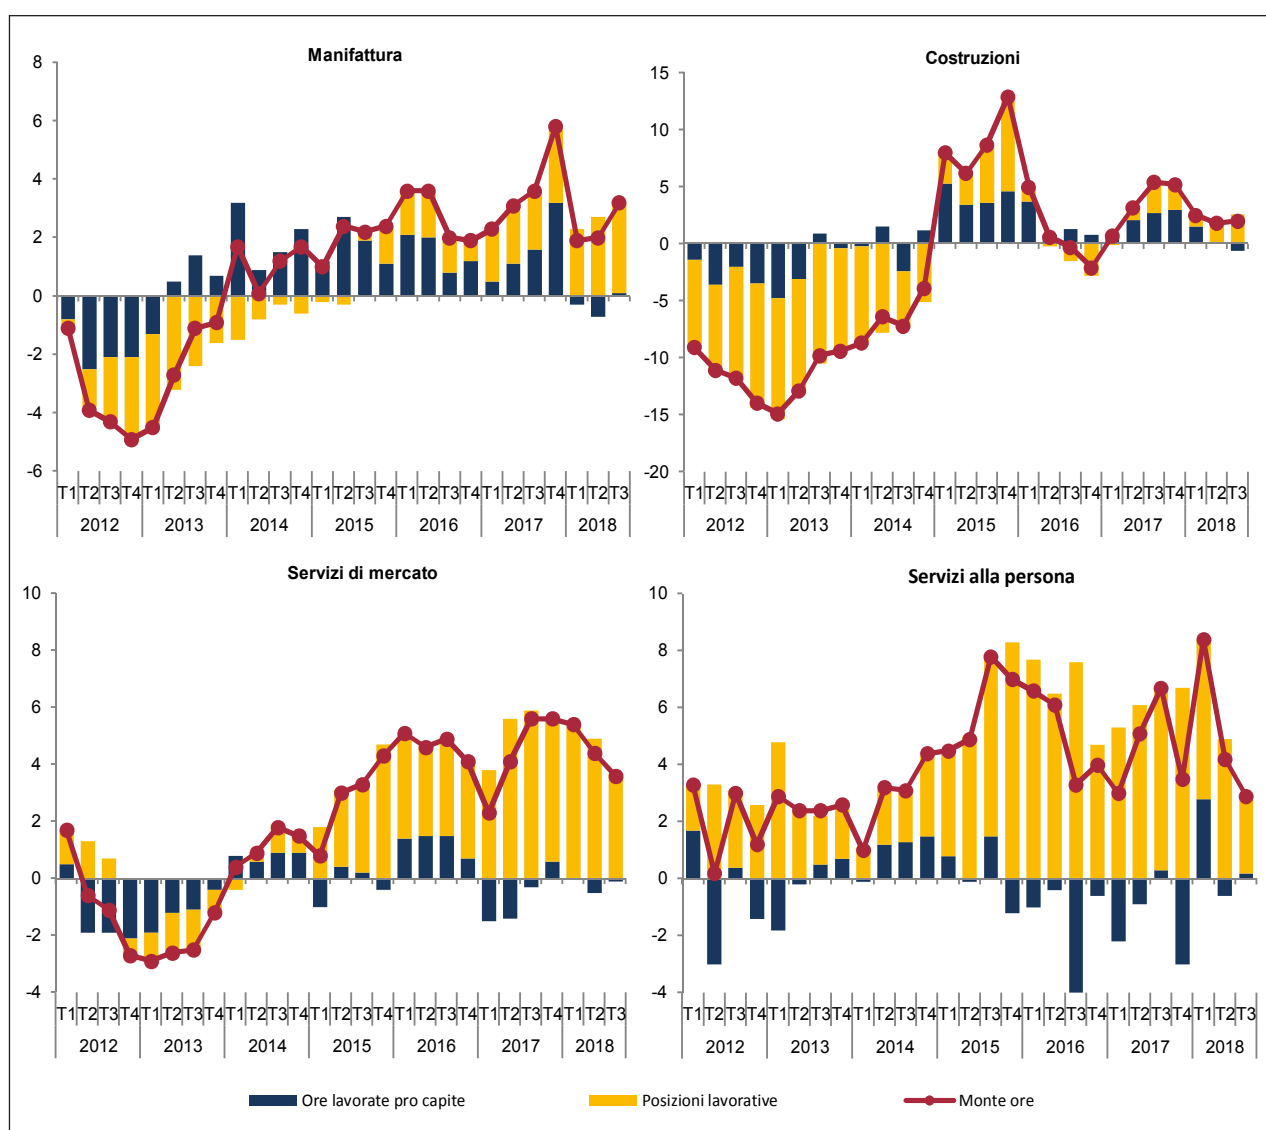 Manifattura
8
6
4
2
0
-2
-4
-6
T1 T2 T3 T4 T1 T2 T3 T4 T1 T2 T3 T4 T1 T2 T3 T4 T1 T2 T3 T4 T1 T2 T3 T4 T1 T2 T3
2012 2013 2014 2015 2016 2017 2018
Costruzioni
15
10
5
0
-5
-10
-15
-20
T1 T2 T3 T4 T1 T2 T3 T4 T1 T2 T3 T4 T1 T2 T3 T4 T1 T2 T3 T4 T1 T2 T3 T4 T1 T2 T3
2012 2013 2014 2015 2016 2017 2018
Servizi di mercato
10
8
6
4
2
0
-2
-4
T1 T2 T3 T4 T1 T2 T3 T4 T1 T2 T3 T4 T1 T2 T3 T4 T1 T2 T3 T4 T1 T2 T3 T4 T1 T2 T3
2012 2013 2014 2015 2016 2017 2018
Servizi alla persona
10
8
6
4
2
0
-2
-4
T1 T2 T3 T4 T1 T2 T3 T4 T1 T2 T3 T4 T1 T2 T3 T4 T1 T2 T3 T4 T1 T2 T3 T4 T1 T2 T3
2012 2013 2014 2015 2016 2017 2018
Ore lavorate pro capite Posizioni lavorative Monte ore